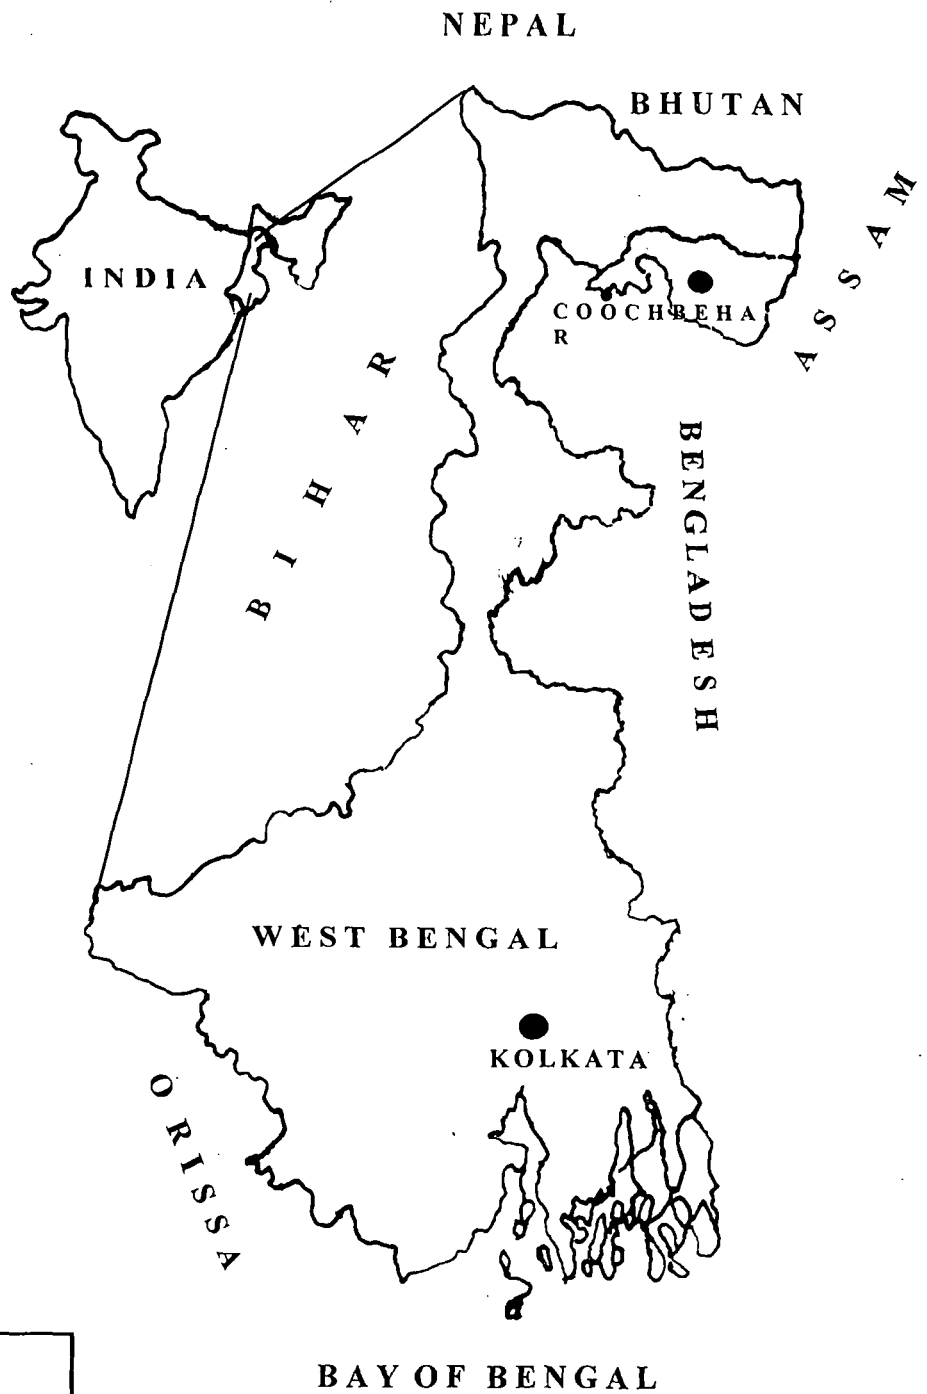 NEPAL
BHUTAN
ASSAM
INDIA
COOCHBEHA
R
BIHAR
BENGLADESH
WEST BENGAL
KOLKATA
ORISSA
BAY OF BENGAL